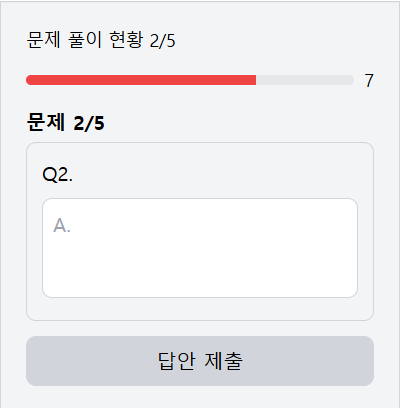 문제 풀이 현황 2/5
7
문제 2/5
Q2.
A.
답안 제출